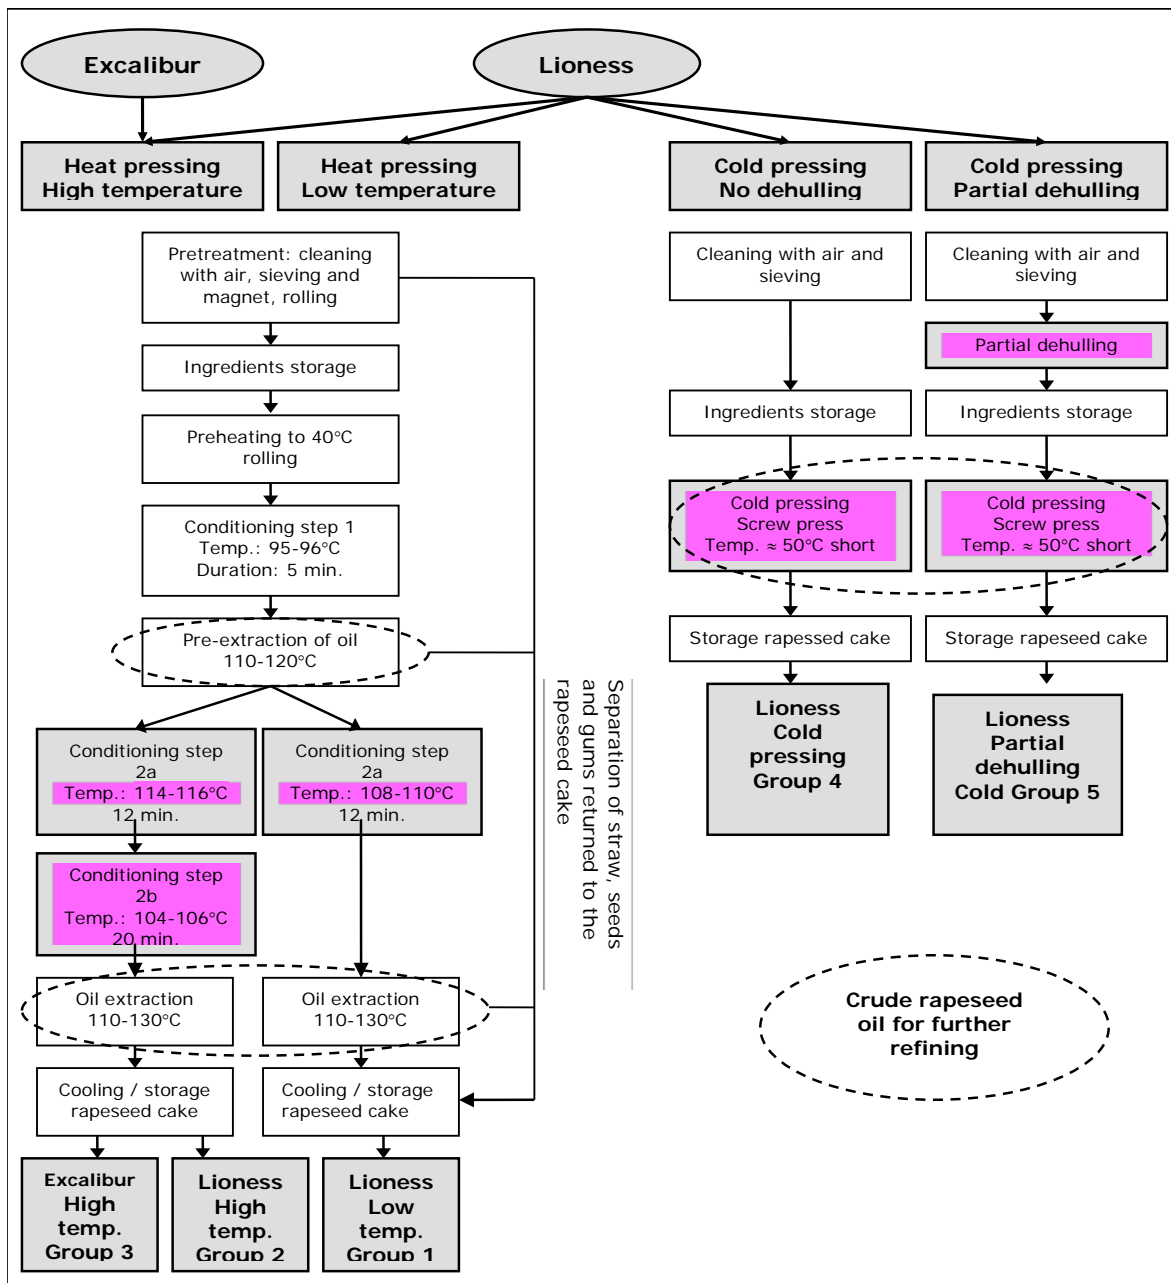 Excalibur
Lioness
Heat pressing
High temperature
Heat pressing
Low temperature
Cold pressing
No dehulling
Cold pressing
Partial dehulling
Pretreatment: cleaning
with air, sieving and
magnet, rolling
Ingredients storage
Preheating to 40°C
rolling
Conditioning step 1
Temp.: 95-96°C
Duration: 5 min.
Pre-extraction of oil
110-120°C
Conditioning step
2a
Temp.: 114-116°C
12 min.
Conditioning step
2a
Temp.: 108-110°C
12 min.
Conditioning step
2b
Temp.: 104-106°C
20 min.
Oil extraction
110-130°C
Oil extraction
110-130°C
Cooling / storage
rapeseed cake
Cooling / storage
rapeseed cake
Excalibur
High
temp.
Group 3
Lioness
High
temp.
Group 2
Lioness
Low
temp.
Group 1
Separation of straw, seeds
and gums returned to the
rapeseed cake
Cleaning with air and
sieving
Ingredients storage
Cold pressing
Screw press
Temp. ≈ 50°C short
Storage rapessed cake
Lioness
Cold
pressing
Group 4
Cleaning with air and
sieving
Partial dehulling
Ingredients storage
Cold pressing
Screw press
Temp. ≈ 50°C short
Storage rapeseed cake
Lioness
Partial
dehulling
Cold Group 5
Crude rapeseed
oil for further
refining